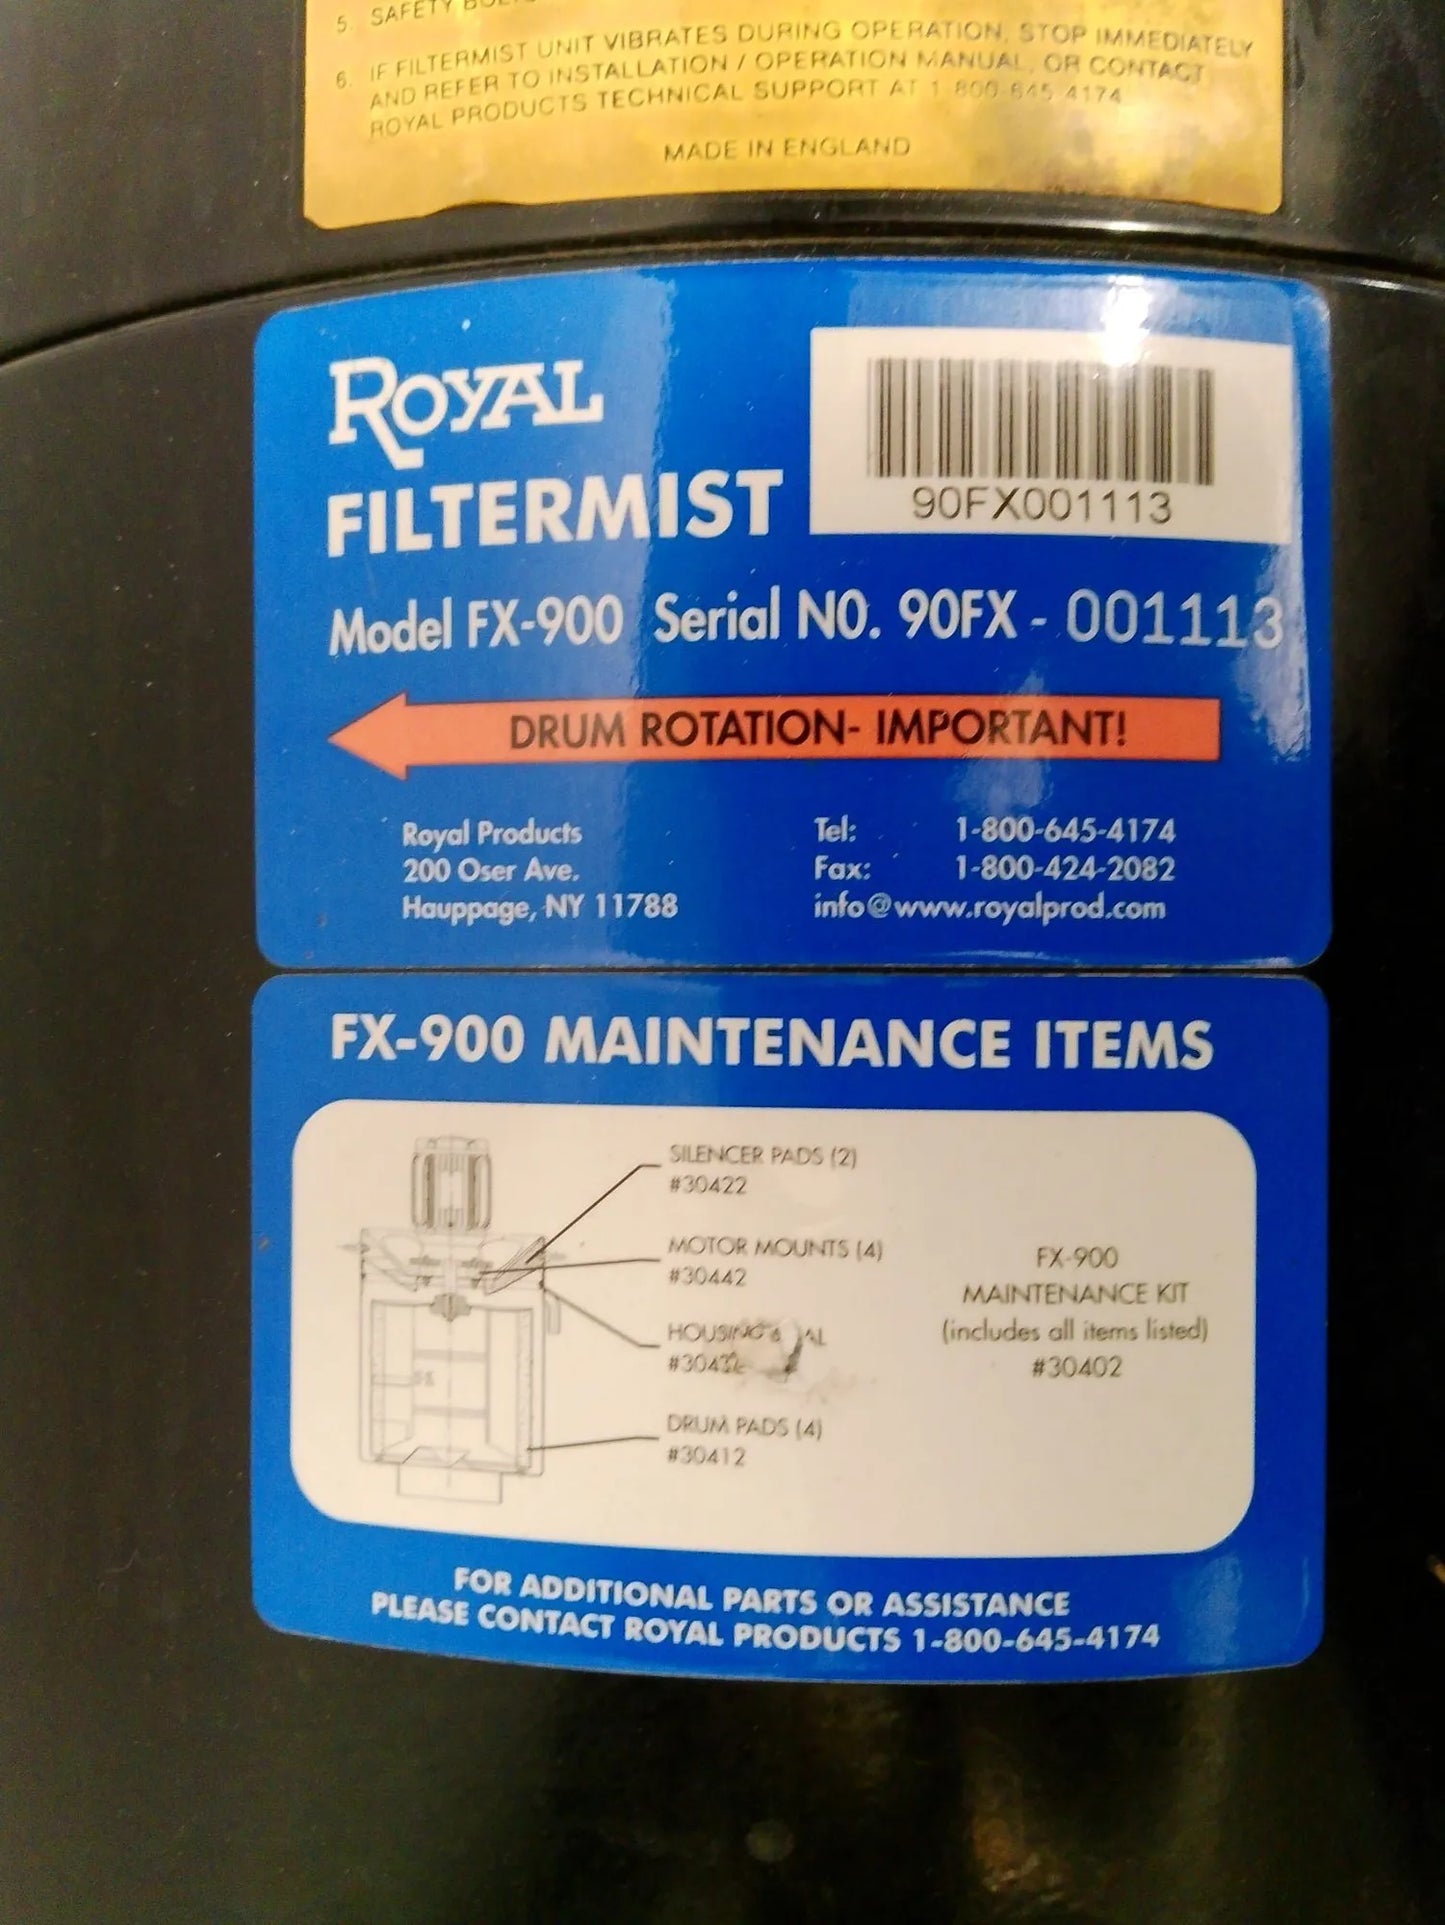 5. SAFETY
6. IF FILTERMIST UNIT VIBRATES DURING OPERATION, STOP IMMEDIATELY
AND REFER TO INSTALLATION / OPERATION MANUAL, OR CONTACT
ROYAL PRODUCTS TECHNICAL SUPPORT AT 1 800 645 4174
MADE IN ENGLAND
ROYAL
FILTERMIST
90FX001113
Model FX-900 Serial NO. 90FX - 001113
DRUM ROTATION- IMPORTANT!
Royal Products
200 Oser Ave.
Hauppage, NY 11788
Tel: 1-800-645-4174
Fax: 1-800-424-2082
info@www.royalprod.com
FX-900 MAINTENANCE ITEMS
SILENCER PADS (2)
#30422
MOTOR MOUNTS (4)
#30442
HOUSING
DRUM PADS (4)
#30412
FX-900
MAINTENANCE KIT
(includes all items listed)
#30402
FOR ADDITIONAL PARTS OR ASSISTANCE
PLEASE CONTACT ROYAL PRODUCTS 1-800-645-4174